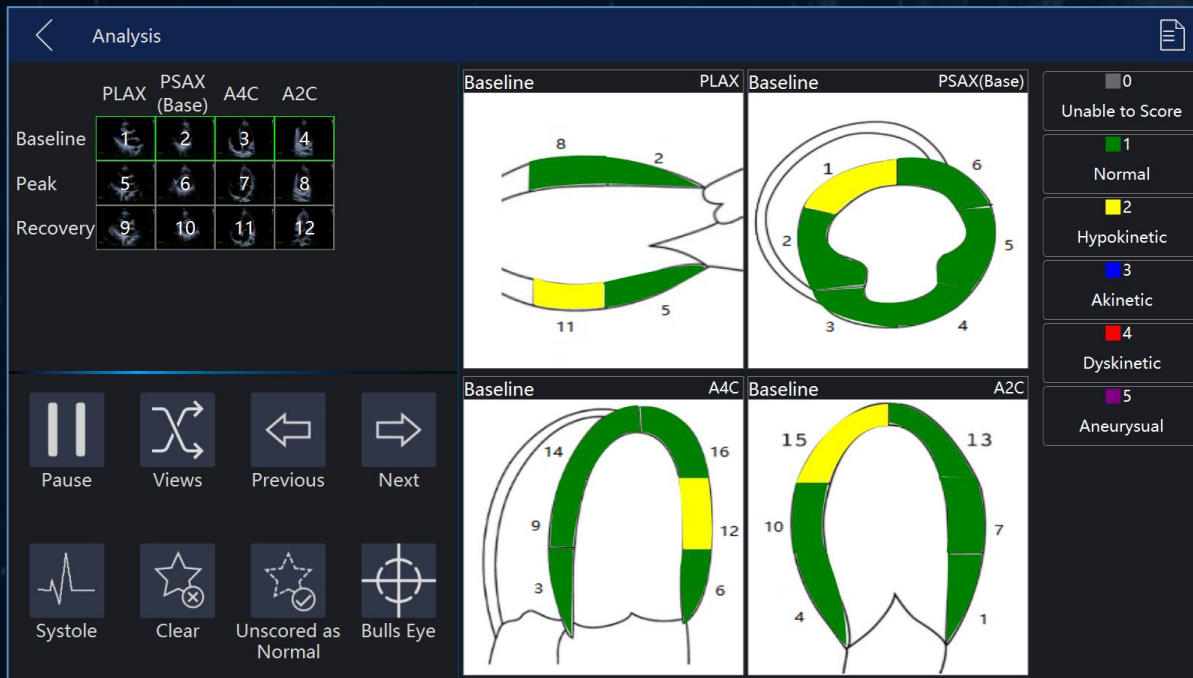 Analysis
PLAX PSAX (Base) A4C A2C
Baseline 1 2 3 4
Peak 5 6 7 8
Recovery 9 10 11 12
Pause Views Previous Next
Systole Clear Unscored as Normal Bulls Eye
Baseline PLAX
8 2
11 5
Baseline PSAX(Base)
1 6
2 5
3 4
Baseline A4C
14 16
9 12
3 6
Baseline A2C
15 13
10 7
4 1
0
Unable to Score
1
Normal
2
Hypokinetic
3
Akinetic
4
Dyskinetic
5
Aneurysual